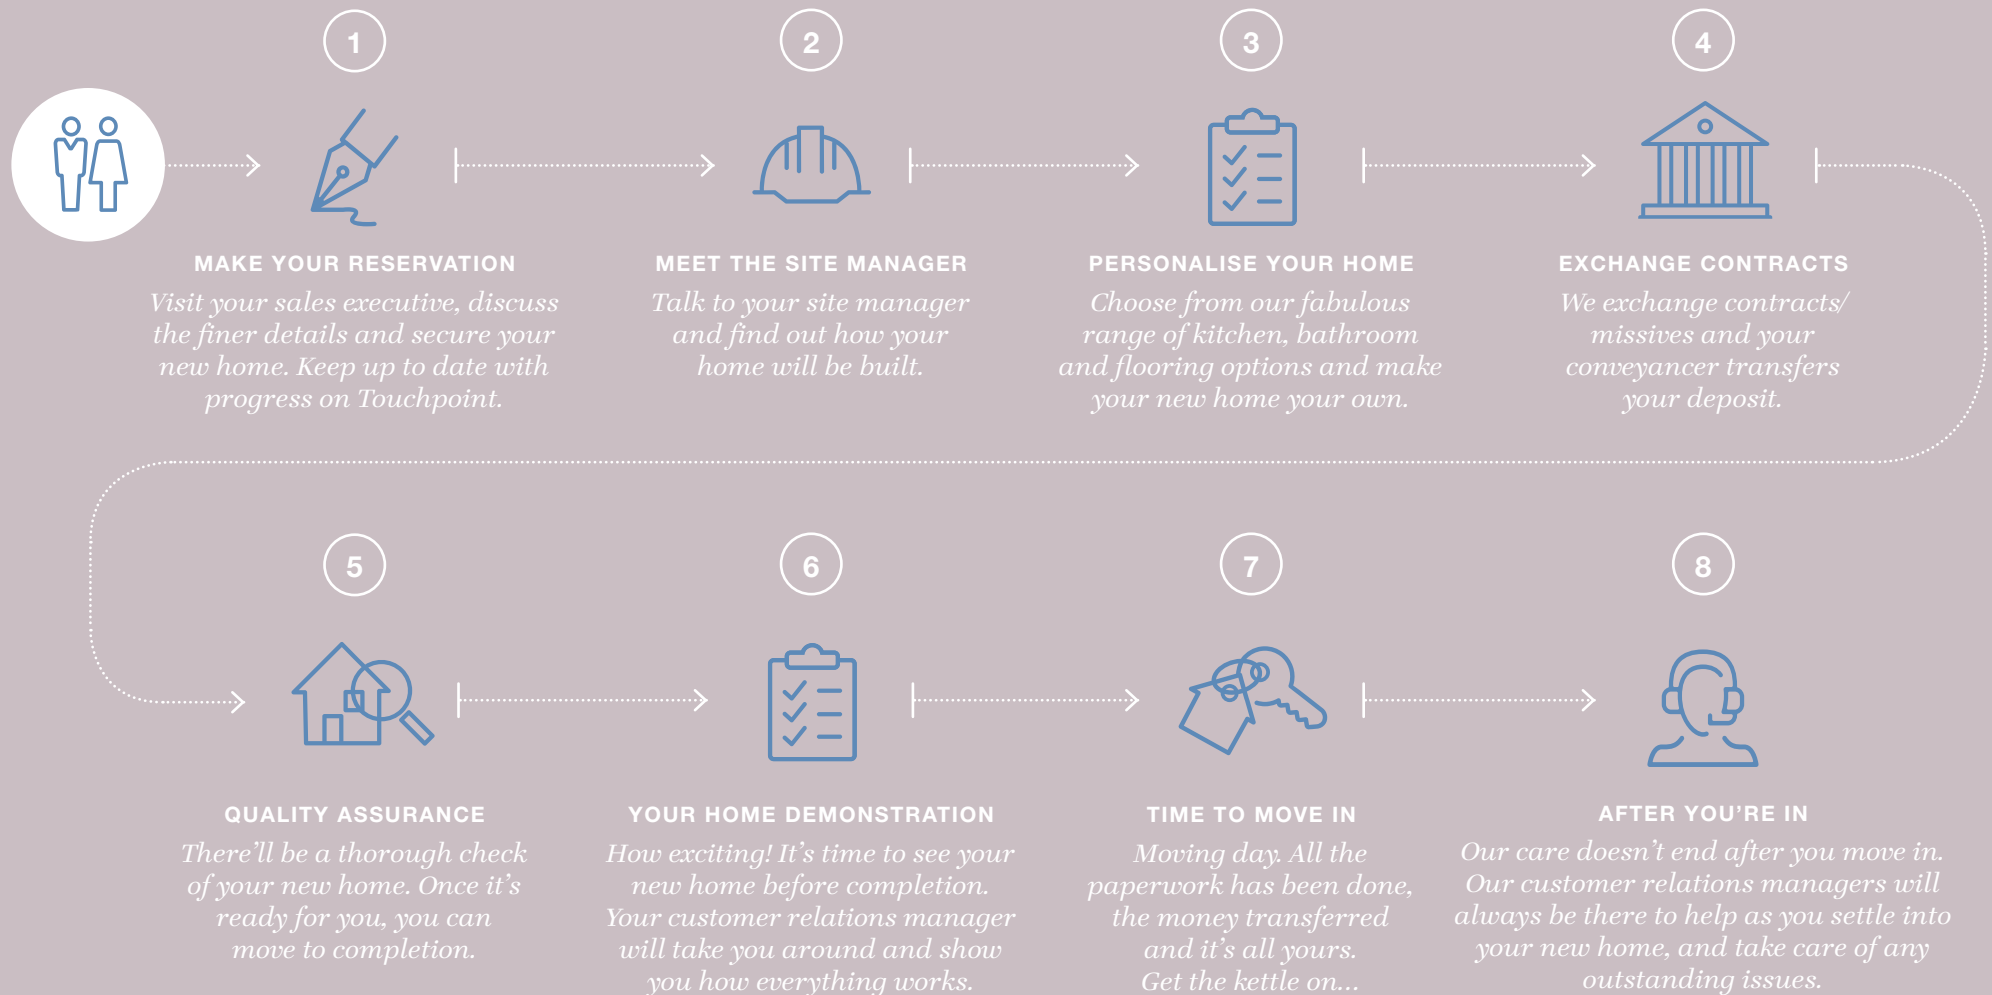 1
MAKE YOUR RESERVATION
Visit your sales executive, discuss
the finer details and secure your
new home. Keep up to date with
progress on Touchpoint.
2
MEET THE SITE MANAGER
Talk to your site manager
and find out how your
home will be built.
3
PERSONALISE YOUR HOME
Choose from our fabulous
range of kitchen, bathroom
and flooring options and make
your new home your own.
4
EXCHANGE CONTRACTS
We exchange contracts/
missives and your
conveyancer transfers
your deposit.
5
QUALITY ASSURANCE
There’ll be a thorough check
of your new home. Once it’s
ready for you, you can
move to completion.
6
YOUR HOME DEMONSTRATION
How exciting! It’s time to see your
new home before completion.
Your customer relations manager
will take you around and show
you how everything works.
7
TIME TO MOVE IN
Moving day. All the
paperwork has been done,
the money transferred
and it’s all yours.
Get the kettle on...
8
AFTER YOU’RE IN
Our care doesn’t end after you move in.
Our customer relations managers will
always be there to help as you settle into
your new home, and take care of any
outstanding issues.